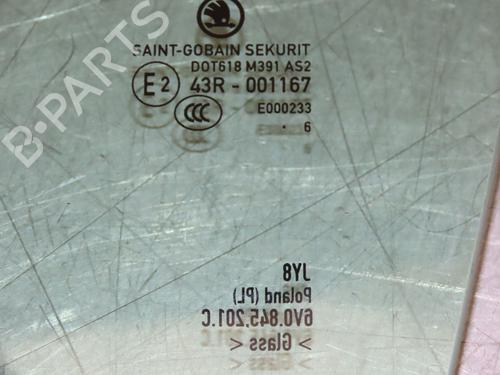 B-PARTS
SAINT-GOBAIN SEKURIT
DOT618 M391 AS2
E2 43R - 001167
CCC E000233
. 6
JY8
Poland (PL)
6V0.845.201.C
> Glass <